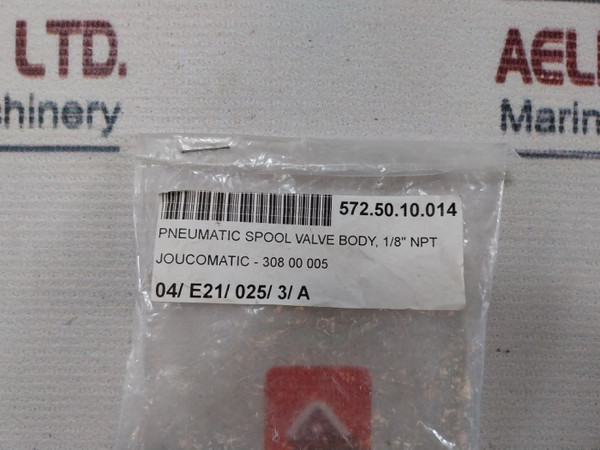 LTD. AEL
chinery Marin
572.50.10.014
PNEUMATIC SPOOL VALVE BODY, 1/8" NPT
JOUCOMATIC - 308 00 005
04/ E21/ 025/ 3/ A